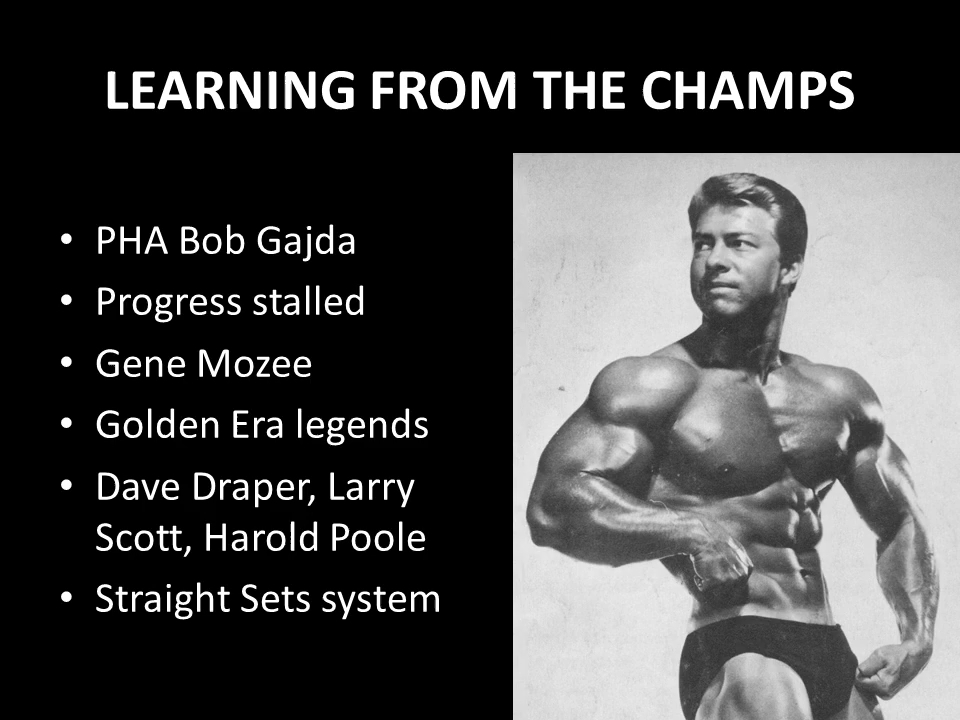 LEARNING FROM THE CHAMPS
• PHA Bob Gajda
• Progress stalled
• Gene Mozee
• Golden Era legends
• Dave Draper, Larry
Scott, Harold Poole
• Straight Sets system